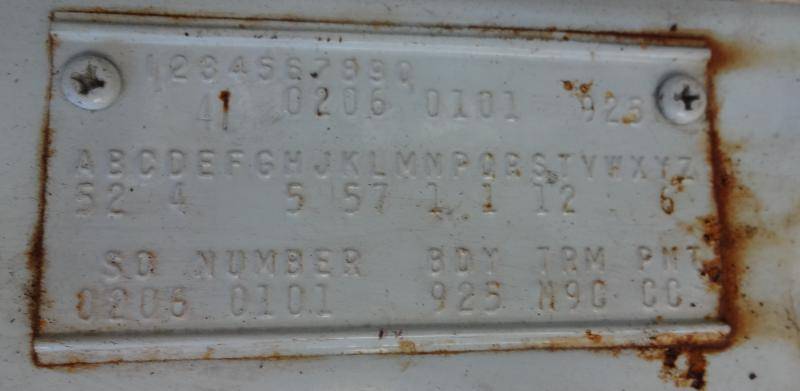 1234567890
41 0206 0101 925
ABCDEFGHJKLMNPQRSTVWXYZ
52 4 5 57 1 1 12 6
SO NUMBER BDY TRM PNT
0206 0101 925 M9C CC